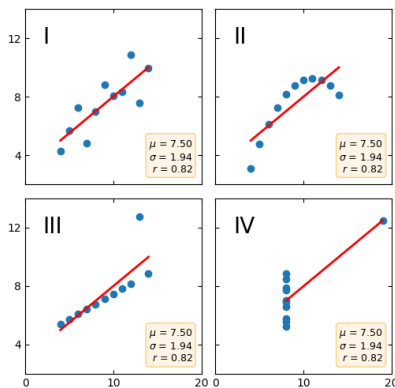 I
II
12
8
4
μ = 7.50
σ = 1.94
r = 0.82
μ = 7.50
σ = 1.94
r = 0.82
III
IV
12
8
4
μ = 7.50
σ = 1.94
r = 0.82
μ = 7.50
σ = 1.94
r = 0.82
0
10
20
0
10
20